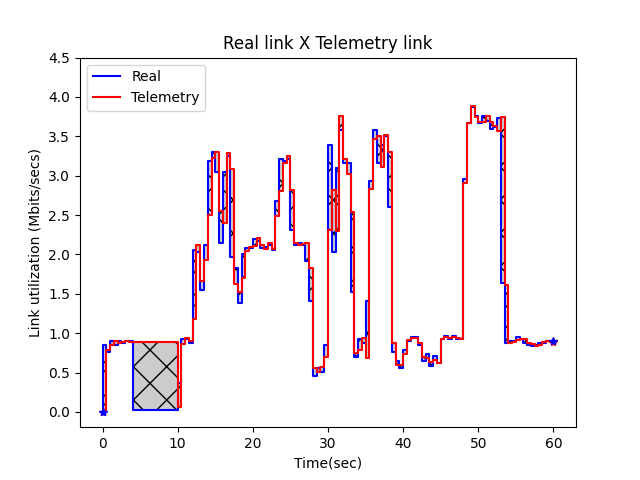 Real link X Telemetry link
Real
Telemetry
Link utilization (Mbits/secs)
4.5
4.0
3.5
3.0
2.5
2.0
1.5
1.0
0.5
0.0
0 10 20 30 40 50 60
Time(sec)